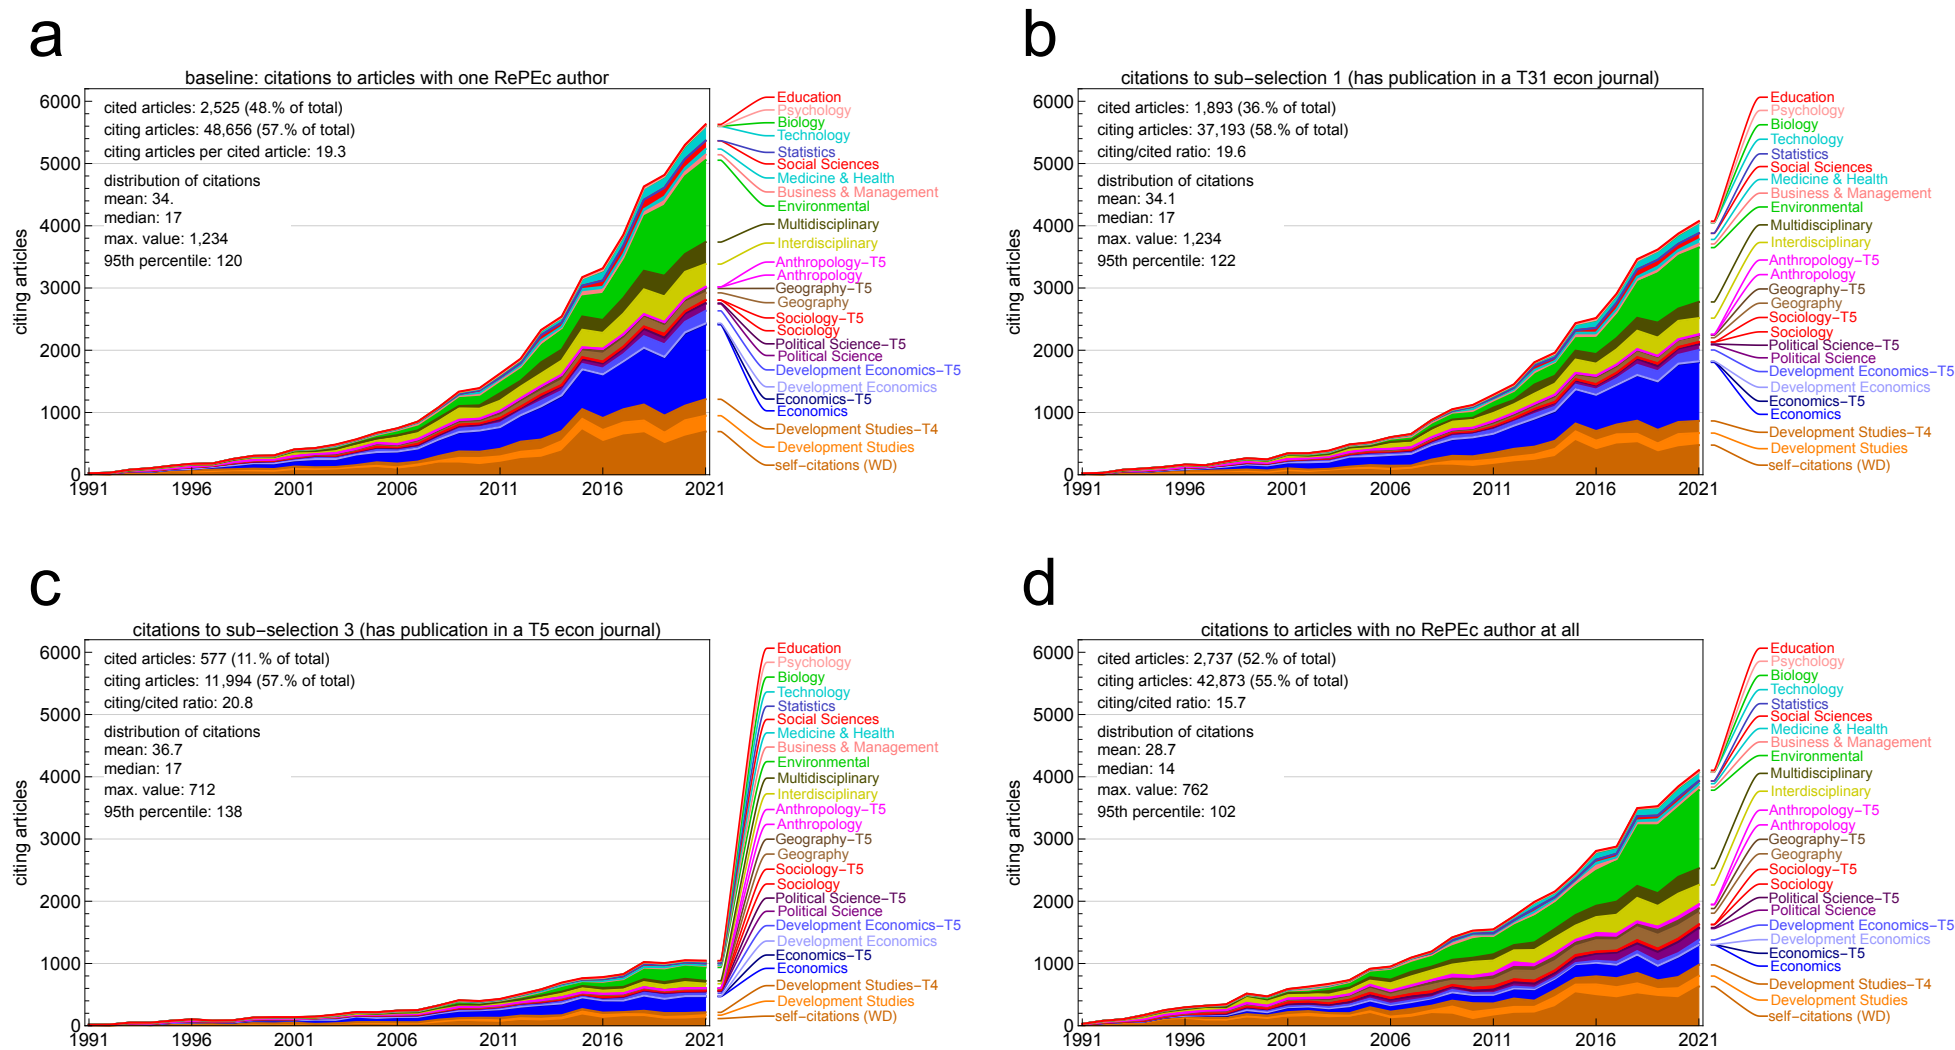 a
baseline: citations to articles with one RePEc author
cited articles: 2,525 (48.% of total)
citing articles: 48,656 (57.% of total)
citing articles per cited article: 19.3
distribution of citations
mean: 34.
median: 17
max. value: 1,234
95th percentile: 120
citing articles
6000
5000
4000
3000
2000
1000
0
1991 1996 2001 2006 2011 2016 2021
Education
Psychology
Biology
Technology
Statistics
Social Sciences
Medicine & Health
Business & Management
Environmental
Multidisciplinary
Interdisciplinary
Anthropology−T5
Anthropology
Geography−T5
Geography
Sociology−T5
Sociology
Political Science−T5
Political Science
Development Economics−T5
Development Economics
Economics−T5
Economics
Development Studies−T4
Development Studies
self−citations (WD)
b
citations to sub−selection 1 (has publication in a T31 econ journal)
cited articles: 1,893 (36.% of total)
citing articles: 37,193 (58.% of total)
citing/cited ratio: 19.6
distribution of citations
mean: 34.1
median: 17
max. value: 1,234
95th percentile: 122
citing articles
6000
5000
4000
3000
2000
1000
0
1991 1996 2001 2006 2011 2016 2021
Education
Psychology
Biology
Technology
Statistics
Social Sciences
Medicine & Health
Business & Management
Environmental
Multidisciplinary
Interdisciplinary
Anthropology−T5
Anthropology
Geography−T5
Geography
Sociology−T5
Sociology
Political Science−T5
Political Science
Development Economics−T5
Development Economics
Economics−T5
Economics
Development Studies−T4
Development Studies
self−citations (WD)
c
citations to sub−selection 3 (has publication in a T5 econ journal)
cited articles: 577 (11.% of total)
citing articles: 11,994 (57.% of total)
citing/cited ratio: 20.8
distribution of citations
mean: 36.7
median: 17
max. value: 712
95th percentile: 138
citing articles
6000
5000
4000
3000
2000
1000
0
1991 1996 2001 2006 2011 2016 2021
Education
Psychology
Biology
Technology
Statistics
Social Sciences
Medicine & Health
Business & Management
Environmental
Multidisciplinary
Interdisciplinary
Anthropology−T5
Anthropology
Geography−T5
Geography
Sociology−T5
Sociology
Political Science−T5
Political Science
Development Economics−T5
Development Economics
Economics−T5
Economics
Development Studies−T4
Development Studies
self−citations (WD)
d
citations to articles with no RePEc author at all
cited articles: 2,737 (52.% of total)
citing articles: 42,873 (55.% of total)
citing/cited ratio: 15.7
distribution of citations
mean: 28.7
median: 14
max. value: 762
95th percentile: 102
citing articles
6000
5000
4000
3000
2000
1000
0
1991 1996 2001 2006 2011 2016 2021
Education
Psychology
Biology
Technology
Statistics
Social Sciences
Medicine & Health
Business & Management
Environmental
Multidisciplinary
Interdisciplinary
Anthropology−T5
Anthropology
Geography−T5
Geography
Sociology−T5
Sociology
Political Science−T5
Political Science
Development Economics−T5
Development Economics
Economics−T5
Economics
Development Studies−T4
Development Studies
self−citations (WD)